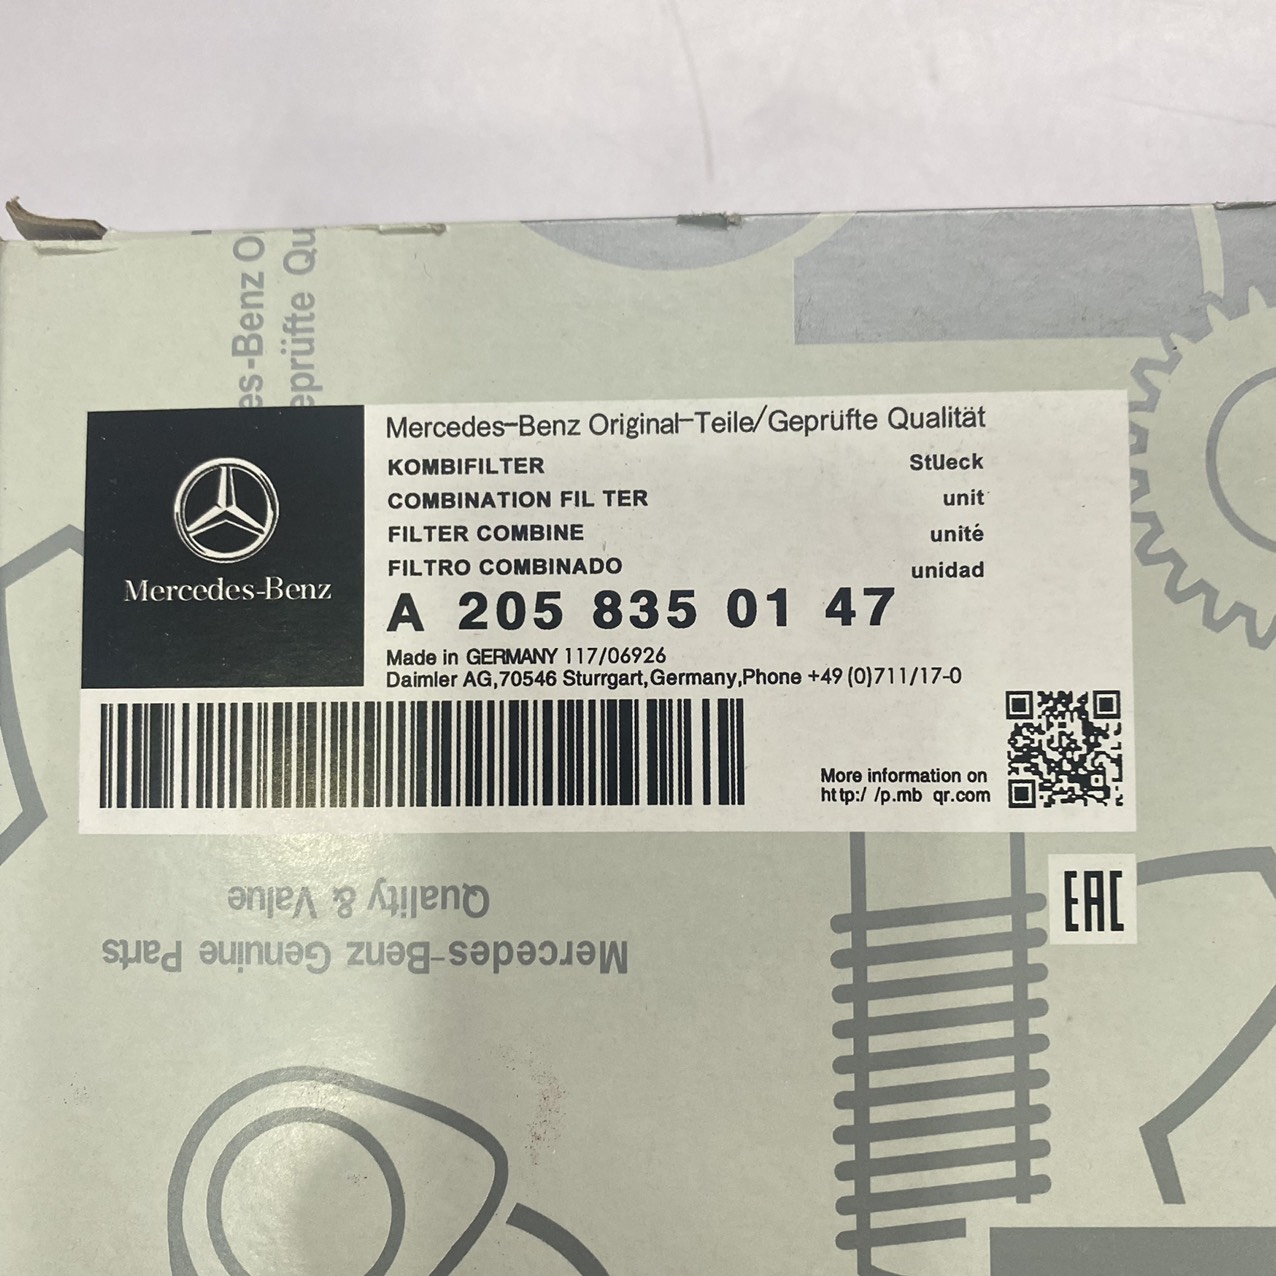 es-Benz O
eprüfte Qu
Mercedes-Benz
Mercedes-Benz Original-Teile/Geprüfte Qualität
KOMBIFILTER StUeck
COMBINATION FIL TER unit
FILTER COMBINE unité
FILTRO COMBINADO unidad
A 205 835 01 47
Made in GERMANY 117/06926
Daimler AG,70546 Sturrgart,Germany,Phone +49 (0)711/17-0
More information on
http:/ /p.mb qr.com
EAC
Mercedes-Benz Genuine Parts
Quality & Value